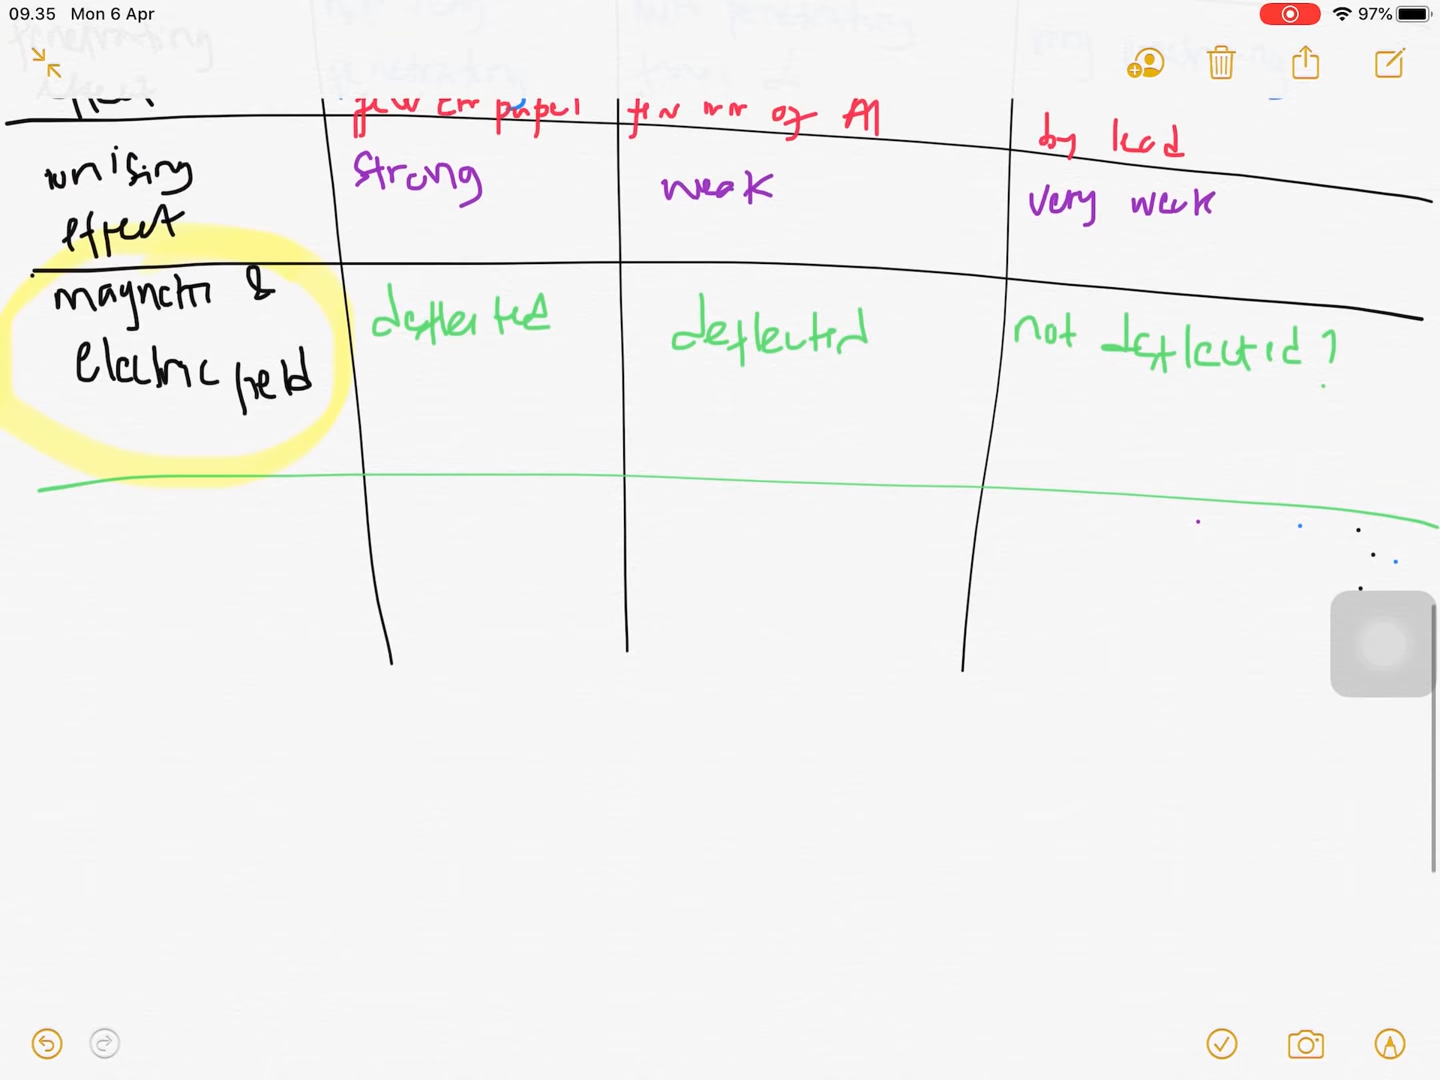 09.35 Mon 6 Apr
97%
penetrating
few cm paper
few mm of Al
by lead
ionising
effect
strong
weak
very weak
magnetic &
electric field
deflected
deflected
not deflected !